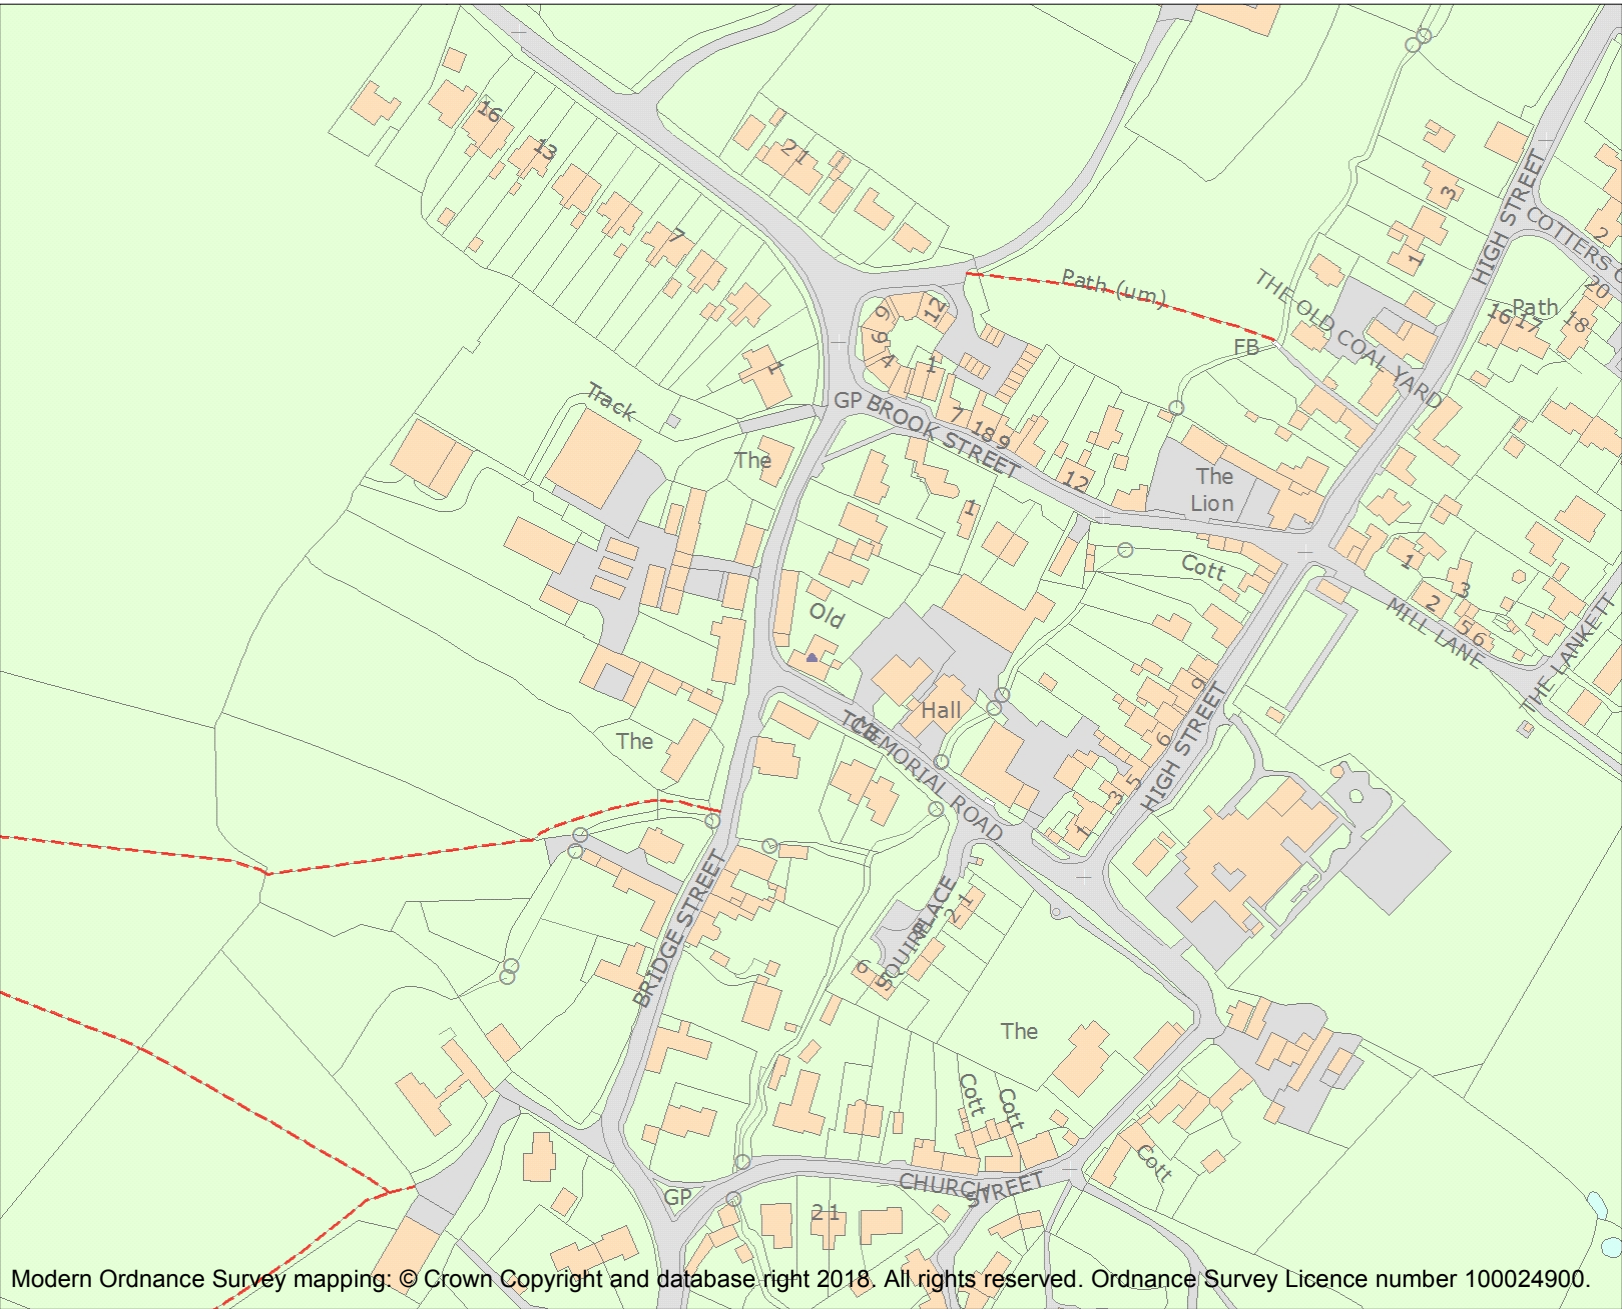 16
13
21
7
1
Track
The
9
12
6
4
1
Path (um)
FB
THE OLD COAL YARD
HIGH STREET
3
1
COTTERS C
2
20
Path
16 17
18
GP
BROOK STREET
7
18 9
12
The
Lion
1
Cott
Old
1
3
2
5 6
MILL LANE
THE LANKETT
TCB
MEMORIAL ROAD
Hall
9
6
5
3
1
HIGH STREET
The
BRIDGE STREET
SQUIRE PLACE
2 1
6
5
The
Cott
Cott
Cott
CHURCH STREET
GP
2 1
Modern Ordnance Survey mapping: © Crown Copyright and database right 2018. All rights reserved. Ordnance Survey Licence number 100024900.